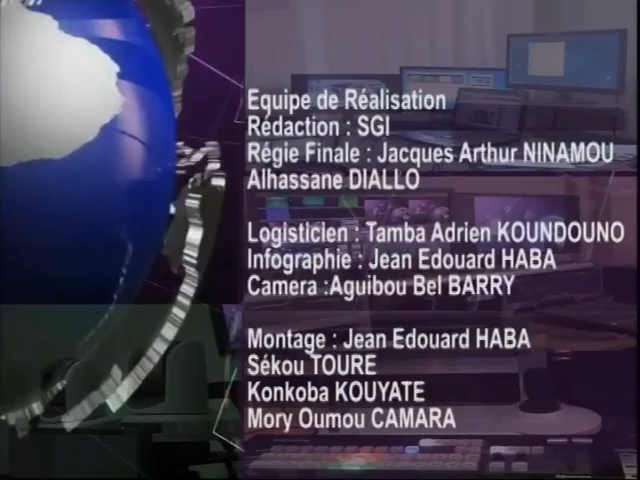 Equipe de Réalisation
Redaction : SGI
Régie Finale : Jacques Arthur NINAMOU
Alhassane DIALLO
Logisticien : Tamba Adrien KOUNDOUNO
Infographie : Jean Edouard HABA
Camera :Aguibou Bel BARRY
Montage : Jean Edouard HABA
Sékou TOURE
Konkoba KOUYATE
Mory Oumou CAMARA